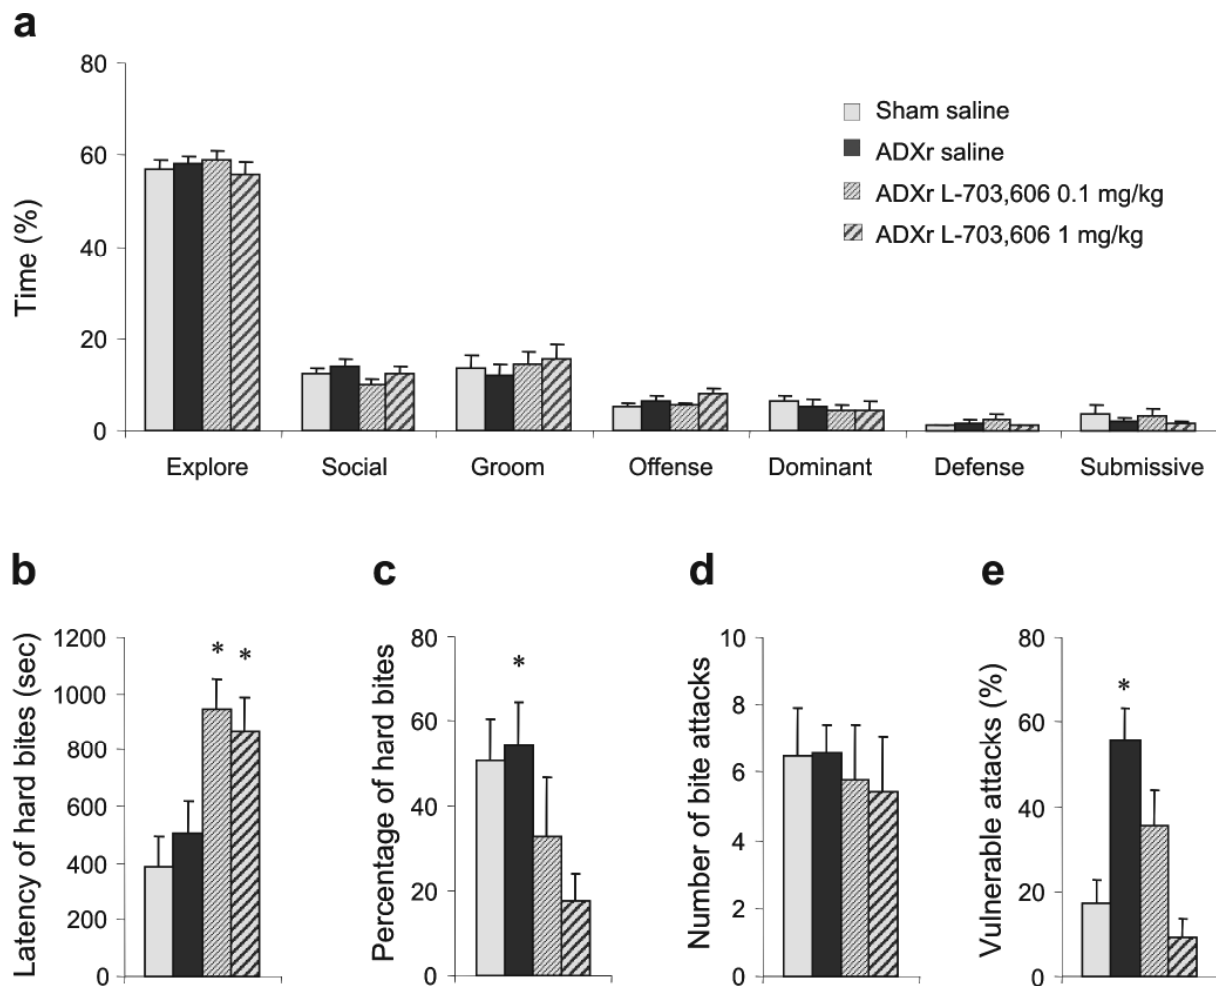 a
80
60
40
20
0
Time (%)
Sham saline
ADXr saline
ADXr L-703,606 0.1 mg/kg
ADXr L-703,606 1 mg/kg
Explore Social Groom Offense Dominant Defense Submissive
b
Latency of hard bites (sec)
1200
1000
800
600
400
200
0
* *
c
Percentage of hard bites
80
60
40
20
0
*
d
Number of bite attacks
10
8
6
4
2
0
e
Vulnerable attacks (%)
80
60
40
20
0
*